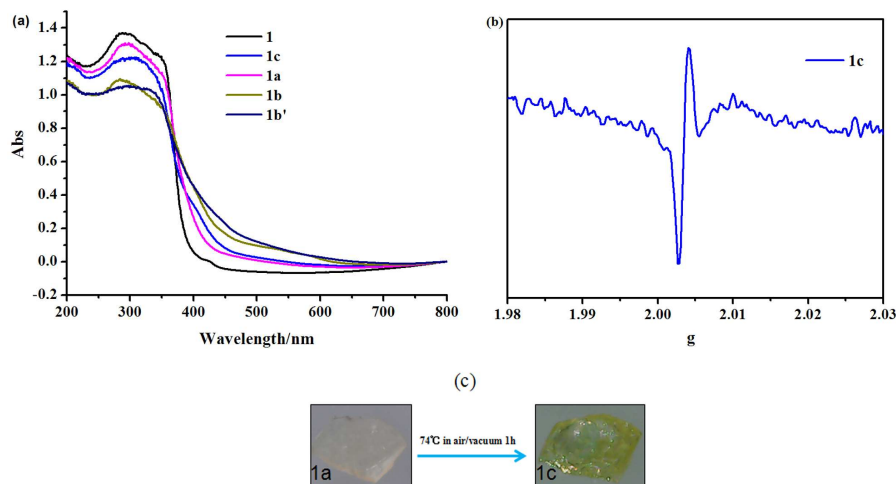 (a)
1.4
1.2
1.0
0.8
0.6
0.4
0.2
0.0
-0.2
Abs
1
1c
1a
1b
1b'
200 300 400 500 600 700 800
Wavelength/nm
(b)
1c
1.98 1.99 2.00 2.01 2.02 2.03
g
(c)
1a
74℃ in air/vacuum 1h
1c